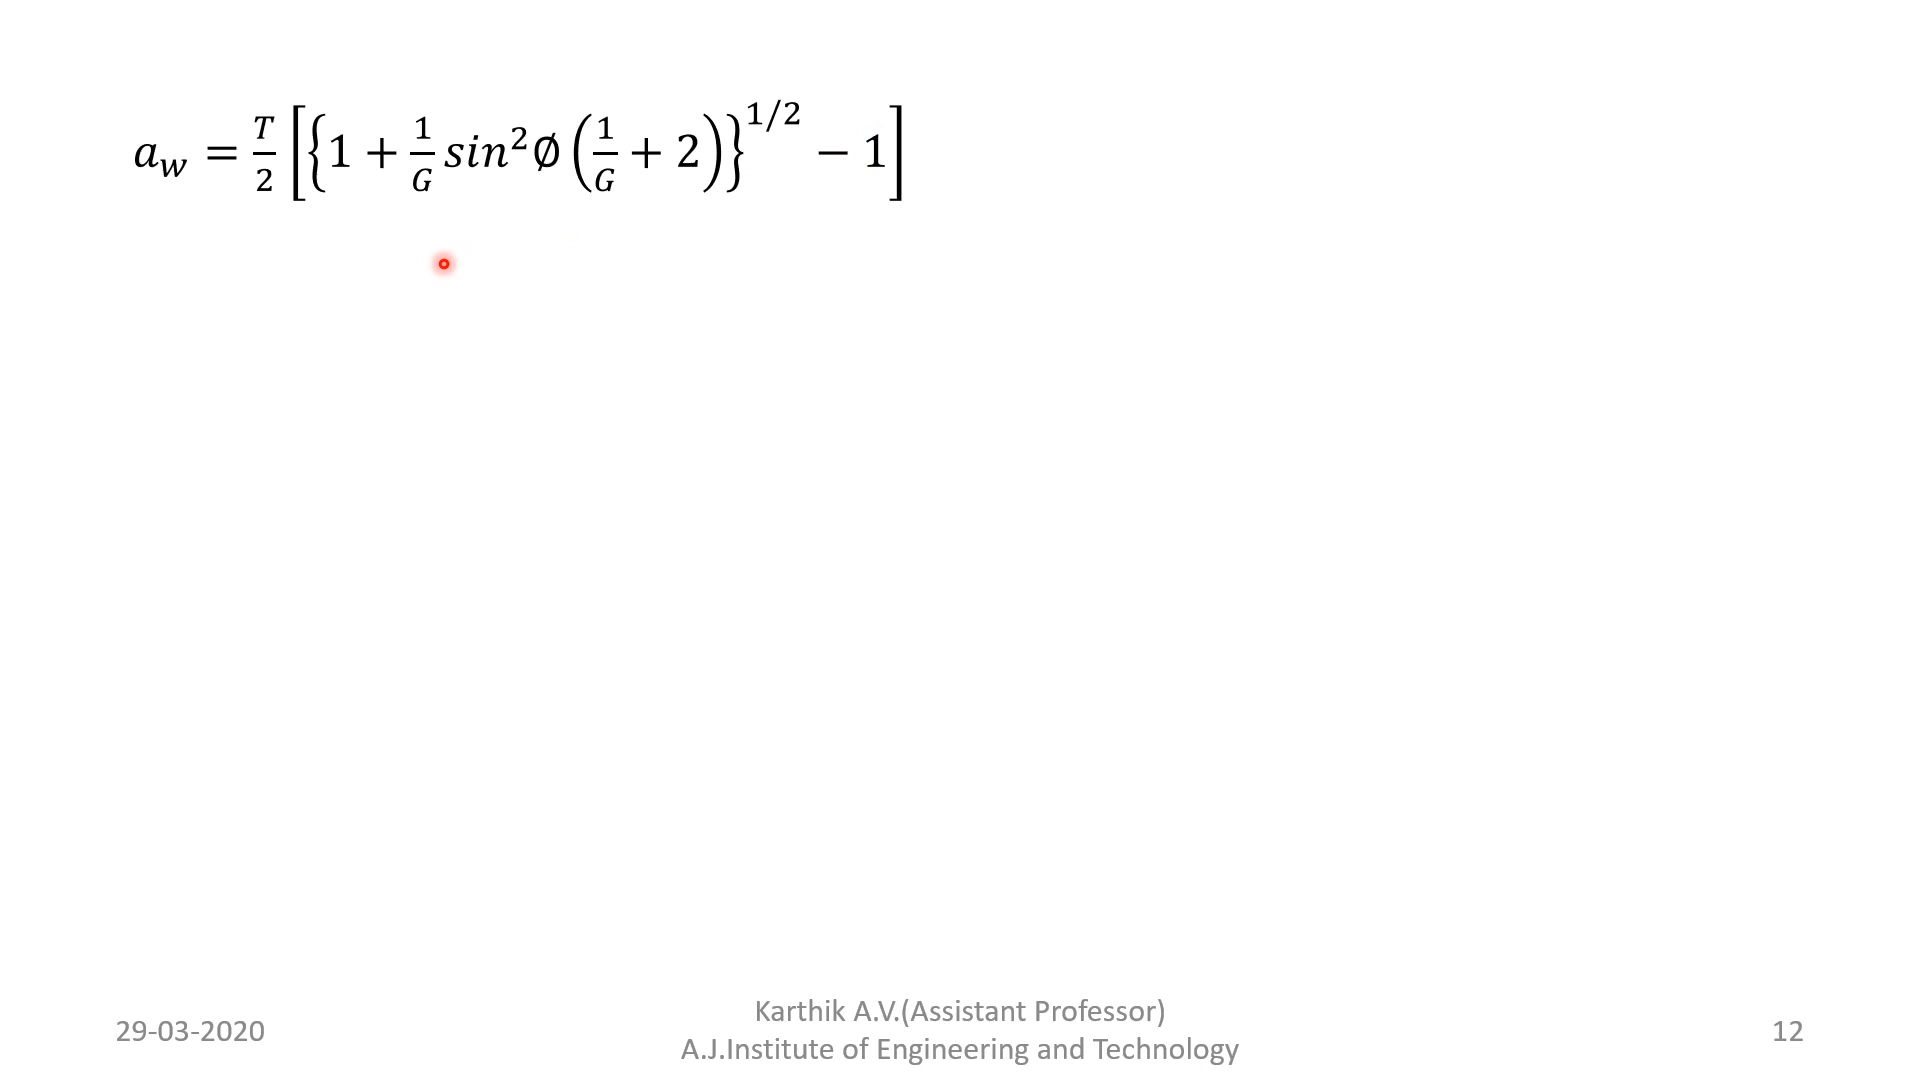 a_w = T/2 [{1 + 1/G sin²∅ (1/G + 2)}^{1/2} − 1]
29-03-2020
Karthik A.V.(Assistant Professor)
A.J.Institute of Engineering and Technology
12